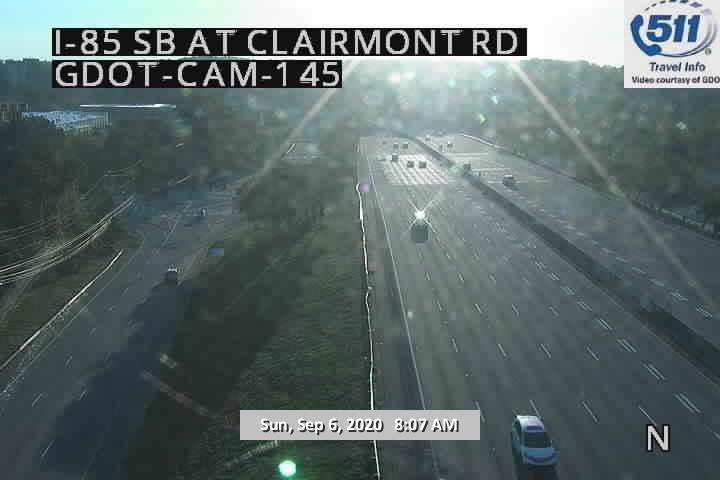 I-85 SB AT CLAIRMONT RD
GDOT-CAM-145
511
Travel Info
Video courtesy of GDO
Sun, Sep 6, 2020 8:07 AM
N